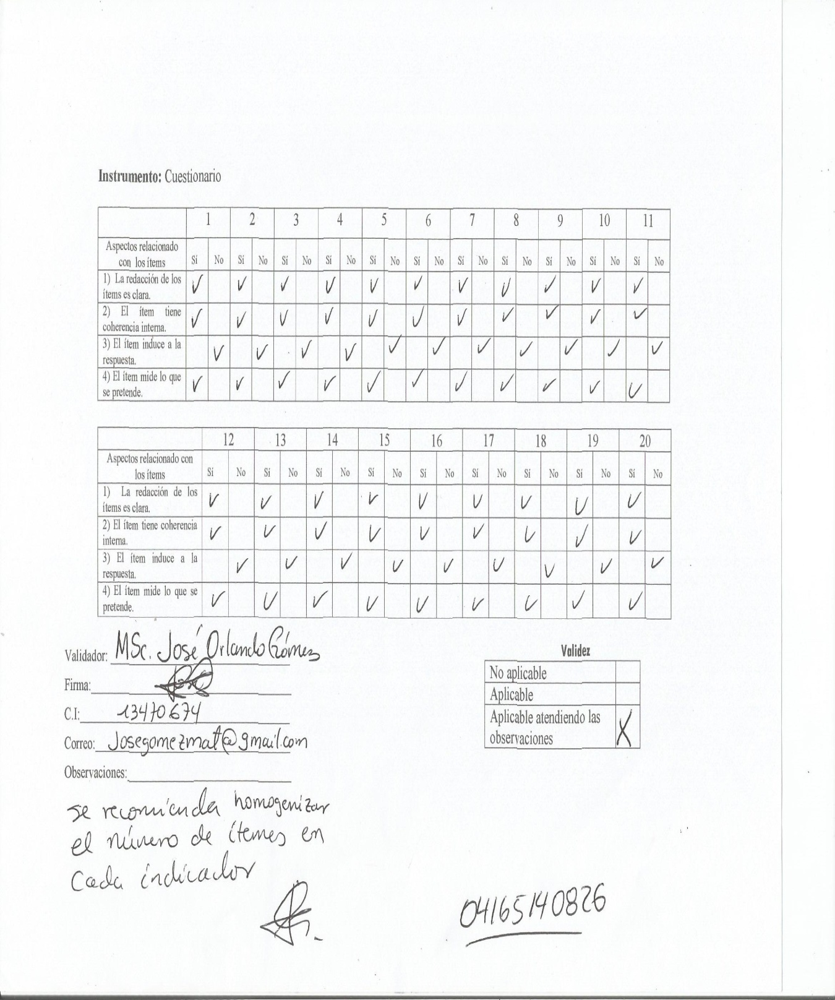 Instrumento: Cuestionario
1 2 3 4 5 6 7 8 9 10 11
Aspectos relacionado
con los ítems
Sí No Sí No Sí No Sí No Sí No Sí No Sí No Sí No Sí No Sí No Sí No
1) La redacción de los
ítems es clara.
✓ ✓ ✓ ✓ ✓ ✓ ✓ ✓ ✓ ✓ ✓
2) El ítem tiene
coherencia interna.
✓ ✓ ✓ ✓ ✓ ✓ ✓ ✓ ✓ ✓ ✓
3) El ítem induce a la
respuesta.
✓ ✓ ✓ ✓ ✓ ✓ ✓ ✓ ✓ ✓ ✓
4) El ítem mide lo que
se pretende.
✓ ✓ ✓ ✓ ✓ ✓ ✓ ✓ ✓ ✓ ✓
12 13 14 15 16 17 18 19 20
Aspectos relacionado con
los ítems
Sí No Sí No Sí No Sí No Sí No Sí No Sí No Sí No Sí No
1) La redacción de los
ítems es clara.
✓ ✓ ✓ ✓ ✓ ✓ ✓ ✓ ✓
2) El ítem tiene coherencia
interna.
✓ ✓ ✓ ✓ ✓ ✓ ✓ ✓ ✓
3) El ítem induce a la
respuesta.
✓ ✓ ✓ ✓ ✓ ✓ ✓ ✓ ✓
4) El ítem mide lo que se
pretende.
✓ ✓ ✓ ✓ ✓ ✓ ✓ ✓ ✓
Validador: MSc. José Orlando Gómez
Firma:
C.I: 13470674
Correo: Josegomezmat@gmail.com
Observaciones:
se recomienda homogenizar
el número de ítemes en
Cada indicador
Validez
No aplicable
Aplicable
Aplicable atendiendo las
observaciones X
04165140826